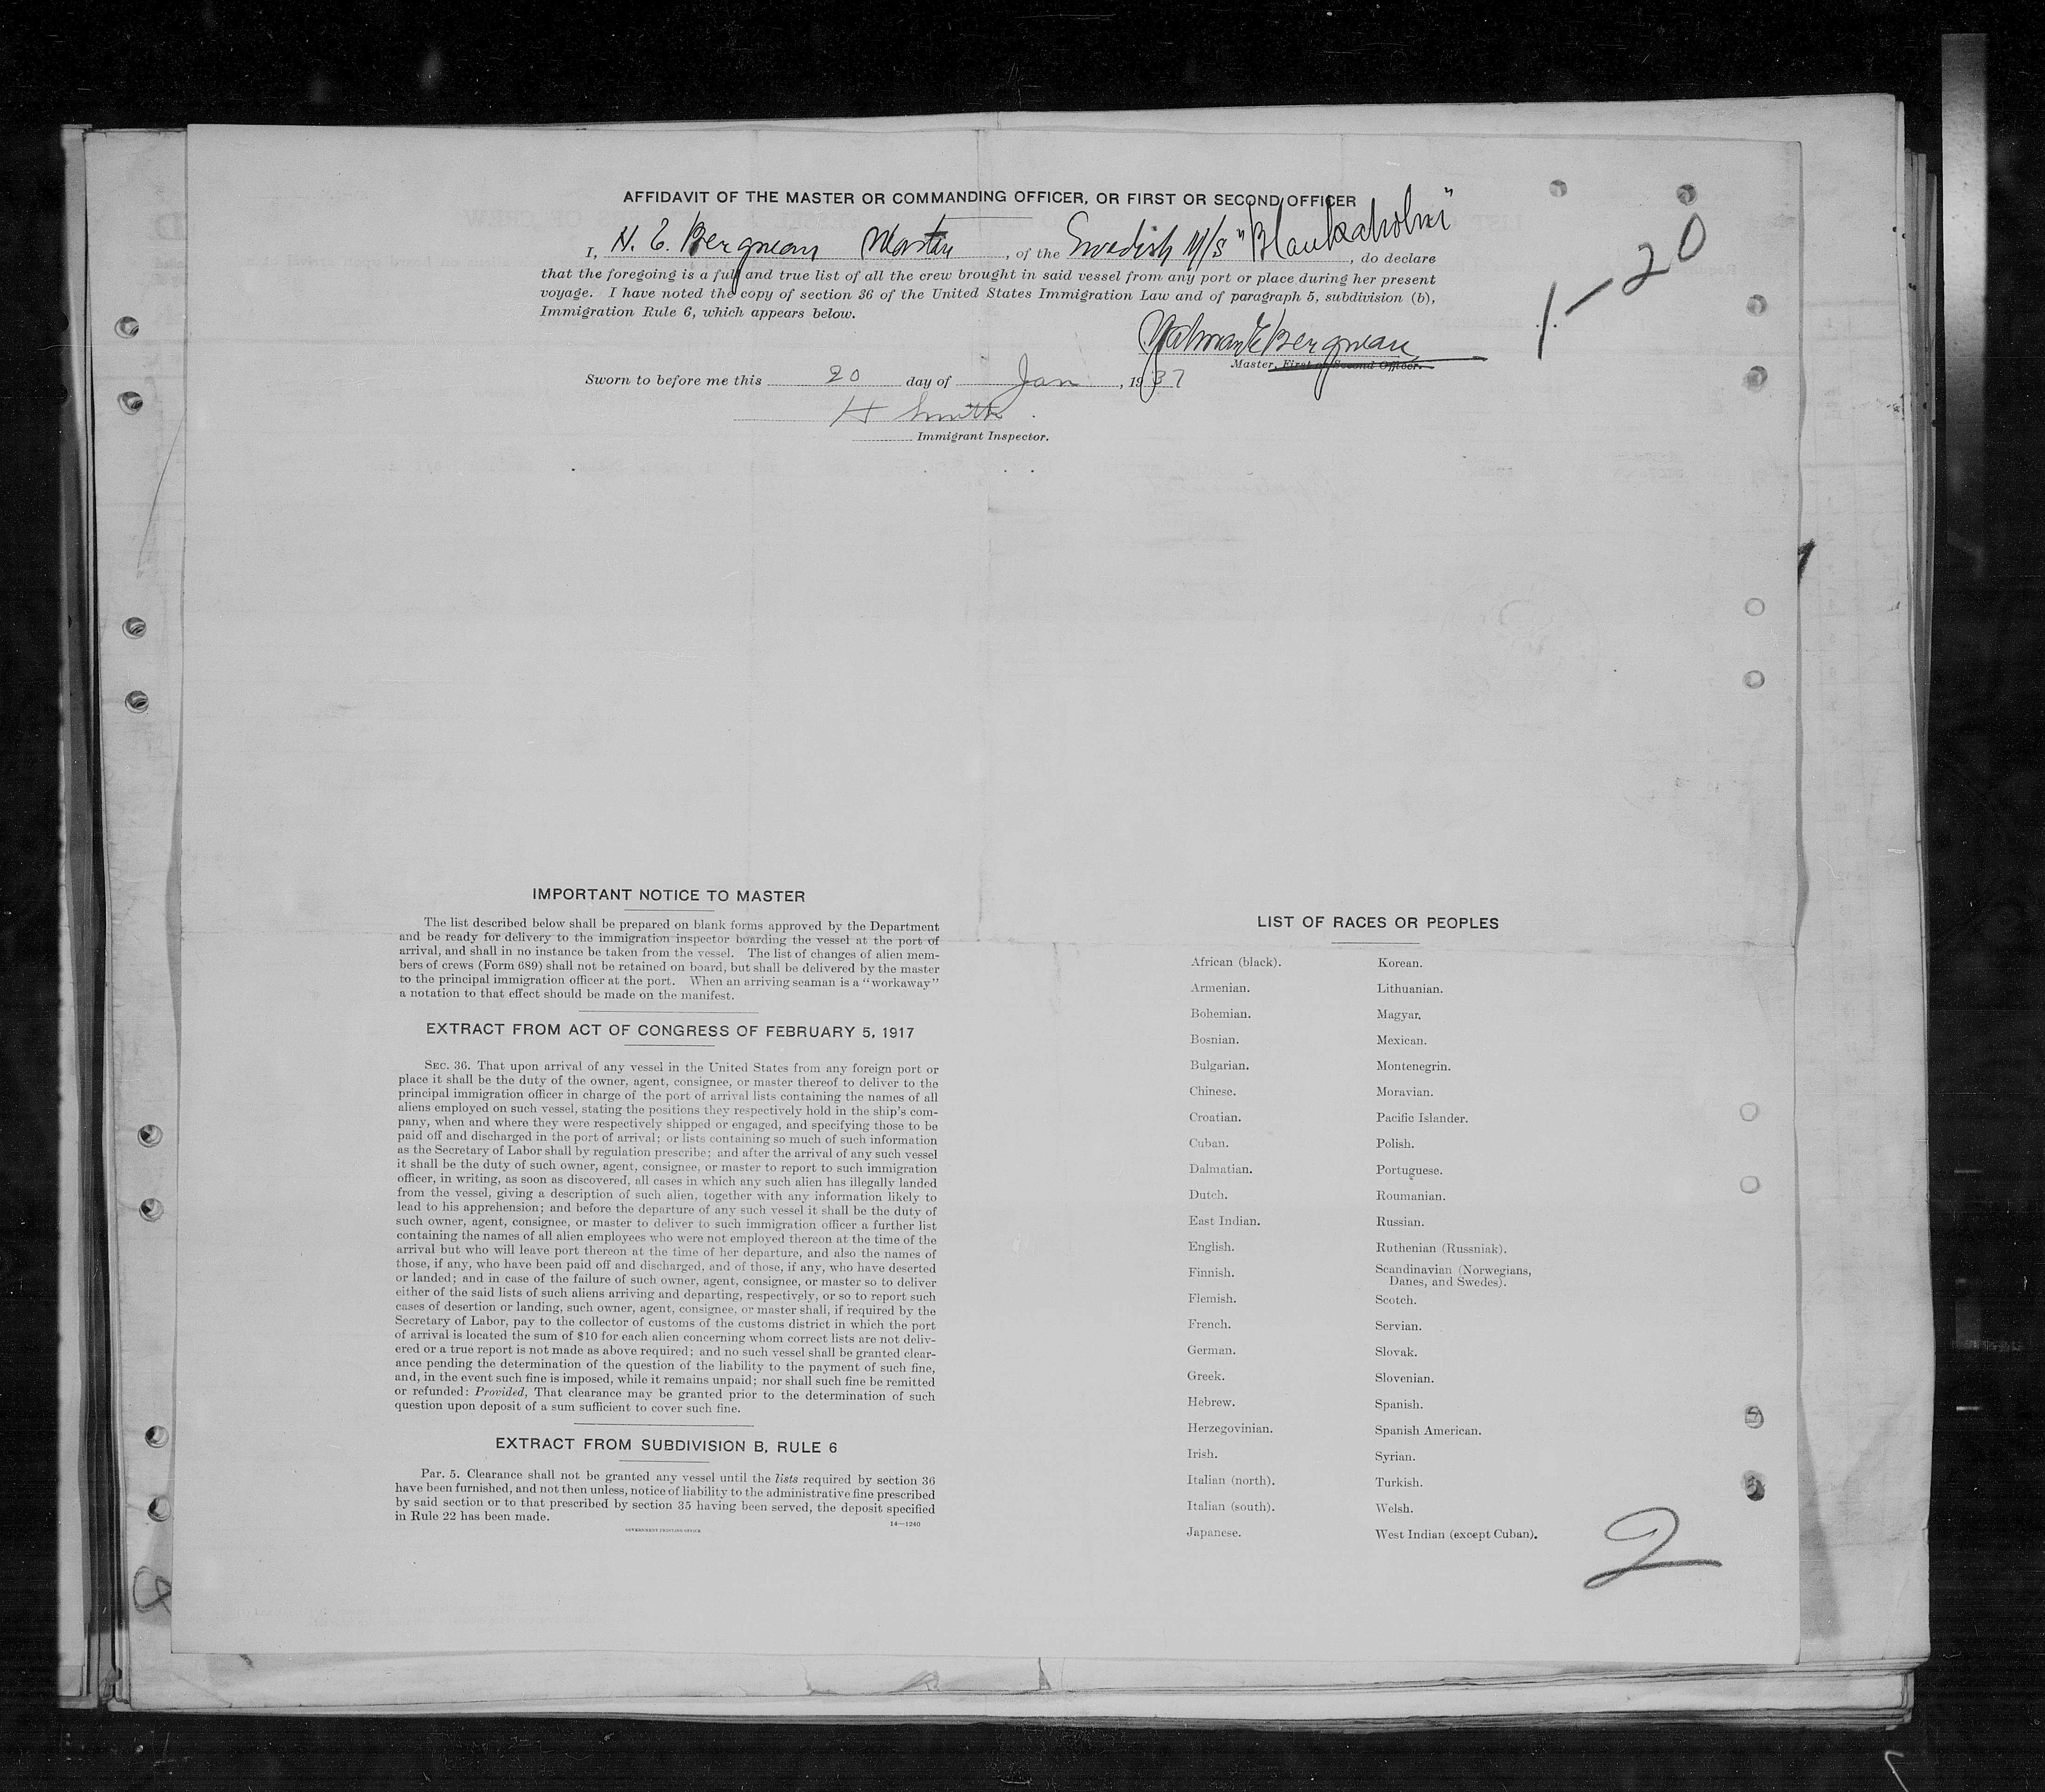 AFFIDAVIT OF THE MASTER OR COMMANDING OFFICER, OR FIRST OR SECOND OFFICER
I, H. E. Bergman Master, of the Swedish M/S "Blankaholm", do declare
that the foregoing is a full and true list of all the crew brought in said vessel from any port or place during her present
voyage. I have noted the copy of section 36 of the United States Immigration Law and of paragraph 5, subdivision (b),
Immigration Rule 6, which appears below.
1-20
Bergman
Master, First or Second Officer.
Sworn to before me this 20 day of Jan, 1937
H Smith
Immigrant Inspector.
IMPORTANT NOTICE TO MASTER
The list described below shall be prepared on blank forms approved by the Department
and be ready for delivery to the immigration inspector boarding the vessel at the port of
arrival, and shall in no instance be taken from the vessel. The list of changes of alien mem-
bers of crews (Form 689) shall not be retained on board, but shall be delivered by the master
to the principal immigration officer at the port. When an arriving seaman is a "workaway"
a notation to that effect should be made on the manifest.
EXTRACT FROM ACT OF CONGRESS OF FEBRUARY 5, 1917
SEC. 36. That upon arrival of any vessel in the United States from any foreign port or
place it shall be the duty of the owner, agent, consignee, or master thereof to deliver to the
principal immigration officer in charge of the port of arrival lists containing the names of all
aliens employed on such vessel, stating the positions they respectively hold in the ship's com-
pany, when and where they were respectively shipped or engaged, and specifying those to be
paid off and discharged in the port of arrival; or lists containing so much of such information
as the Secretary of Labor shall by regulation prescribe; and after the arrival of any such vessel
it shall be the duty of such owner, agent, consignee, or master to report to such immigration
officer, in writing, as soon as discovered, all cases in which any such alien has illegally landed
from the vessel, giving a description of such alien, together with any information likely to
lead to his apprehension; and before the departure of any such vessel it shall be the duty of
such owner, agent, consignee, or master to deliver to such immigration officer a further list
containing the names of all alien employees who were not employed thereon at the time of the
arrival but who will leave port thereon at the time of her departure, and also the names of
those, if any, who have been paid off and discharged, and of those, if any, who have deserted
or landed; and in case of the failure of such owner, agent, consignee, or master so to deliver
either of the said lists of such aliens arriving and departing, respectively, or so to report such
cases of desertion or landing, such owner, agent, consignee, or master shall, if required by the
Secretary of Labor, pay to the collector of customs of the customs district in which the port
of arrival is located the sum of $10 for each alien concerning whom correct lists are not deliv-
ered or a true report is not made as above required; and no such vessel shall be granted clear-
ance pending the determination of the question of the liability to the payment of such fine,
and, in the event such fine is imposed, while it remains unpaid; nor shall such fine be remitted
or refunded: Provided, That clearance may be granted prior to the determination of such
question upon deposit of a sum sufficient to cover such fine.
EXTRACT FROM SUBDIVISION B, RULE 6
Par. 5. Clearance shall not be granted any vessel until the lists required by section 36
have been furnished, and not then unless, notice of liability to the administrative fine prescribed
by said section or to that prescribed by section 35 having been served, the deposit specified
in Rule 22 has been made.
14—1240
GOVERNMENT PRINTING OFFICE
LIST OF RACES OR PEOPLES
African (black).
Armenian.
Bohemian.
Bosnian.
Bulgarian.
Chinese.
Croatian.
Cuban.
Dalmatian.
Dutch.
East Indian.
English.
Finnish.
Flemish.
French.
German.
Greek.
Hebrew.
Herzegovinian.
Irish.
Italian (north).
Italian (south).
Japanese.
Korean.
Lithuanian.
Magyar.
Mexican.
Montenegrin.
Moravian.
Pacific Islander.
Polish.
Portuguese.
Roumanian.
Russian.
Ruthenian (Russniak).
Scandinavian (Norwegians,
Danes, and Swedes).
Scotch.
Servian.
Slovak.
Slovenian.
Spanish.
Spanish American.
Syrian.
Turkish.
Welsh.
West Indian (except Cuban).
2
8